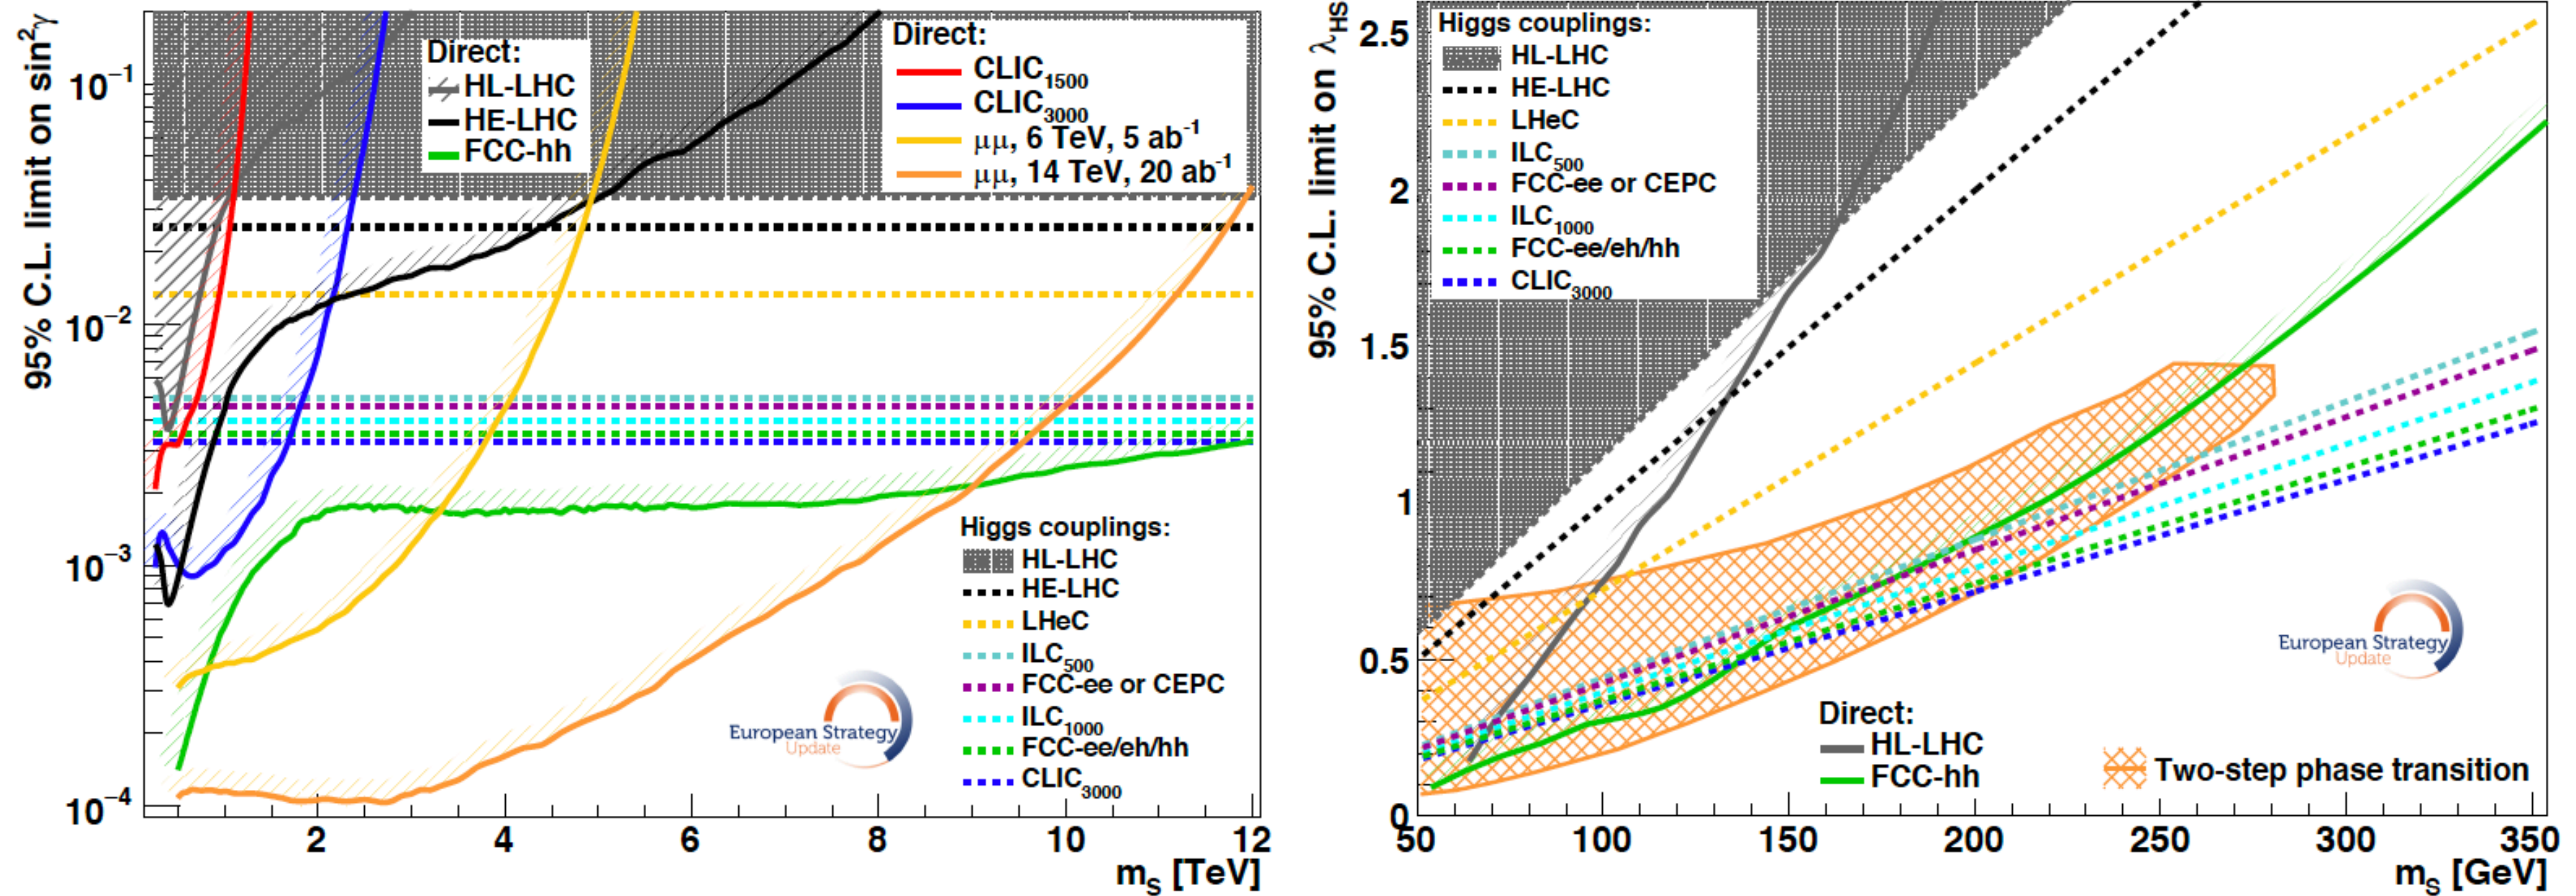 95% C.L. limit on sin²γ
10⁻¹
10⁻²
10⁻³
10⁻⁴
Direct:
HL-LHC
HE-LHC
FCC-hh
Direct:
CLIC₁₅₀₀
CLIC₃₀₀₀
μμ, 6 TeV, 5 ab⁻¹
μμ, 14 TeV, 20 ab⁻¹
Higgs couplings:
HL-LHC
HE-LHC
LHeC
ILC₅₀₀
FCC-ee or CEPC
ILC₁₀₀₀
FCC-ee/eh/hh
CLIC₃₀₀₀
European Strategy
Update
2 4 6 8 10 12
mₛ [TeV]
95% C.L. limit on λ_HS
2.5
2
1.5
1
0.5
0
Higgs couplings:
HL-LHC
HE-LHC
LHeC
ILC₅₀₀
FCC-ee or CEPC
ILC₁₀₀₀
FCC-ee/eh/hh
CLIC₃₀₀₀
European Strategy
Update
Direct:
HL-LHC
FCC-hh
Two-step phase transition
50 100 150 200 250 300 350
mₛ [GeV]